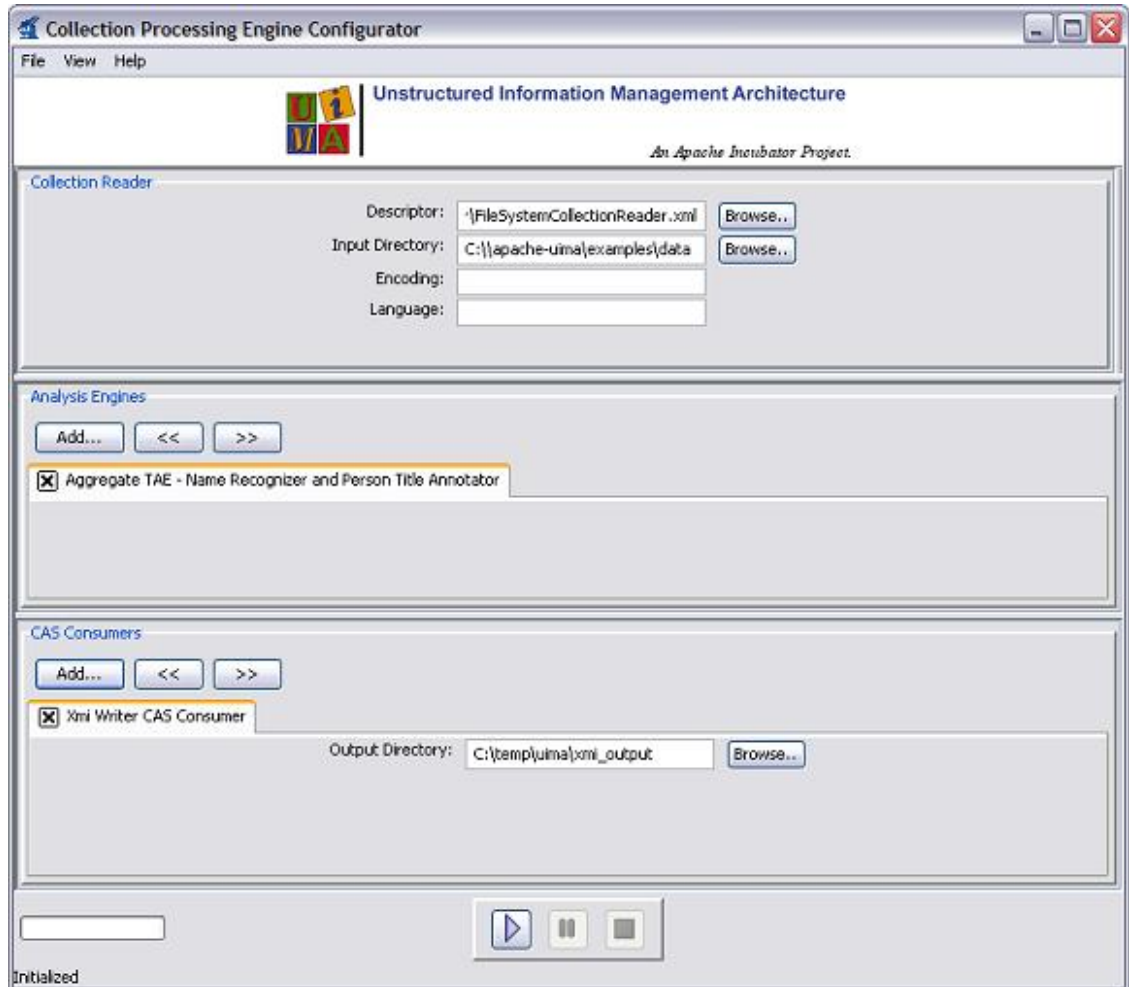 Collection Processing Engine Configurator
File View Help
UiMA
Unstructured Information Management Architecture
An Apache Incubator Project.
Collection Reader
Descriptor: \FileSystemCollectionReader.xml Browse..
Input Directory: C:\\apache-uima\examples\data Browse..
Encoding:
Language:
Analysis Engines
Add... << >>
Aggregate TAE - Name Recognizer and Person Title Annotator
CAS Consumers
Add... << >>
Xmi Writer CAS Consumer
Output Directory: C:\temp\uima\xmi_output Browse..
Initialized